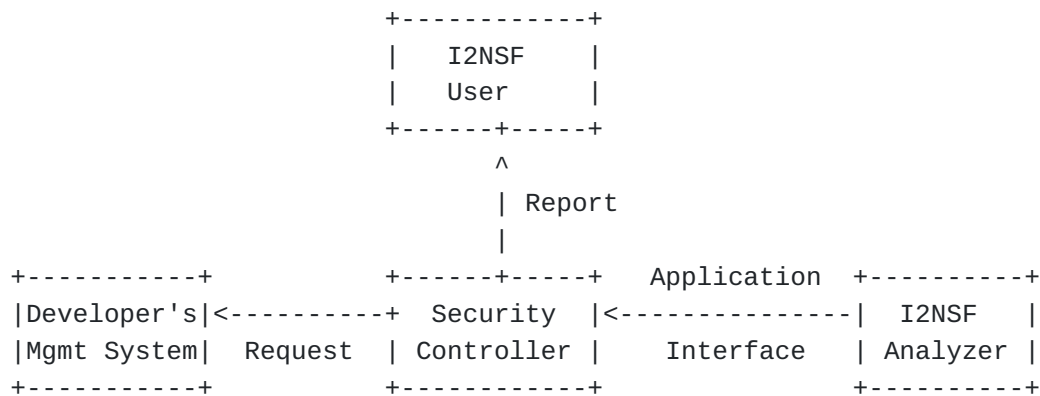 I2NSF
User
Report
Application
Developer's Security I2NSF
Mgmt System Request Controller Interface Analyzer